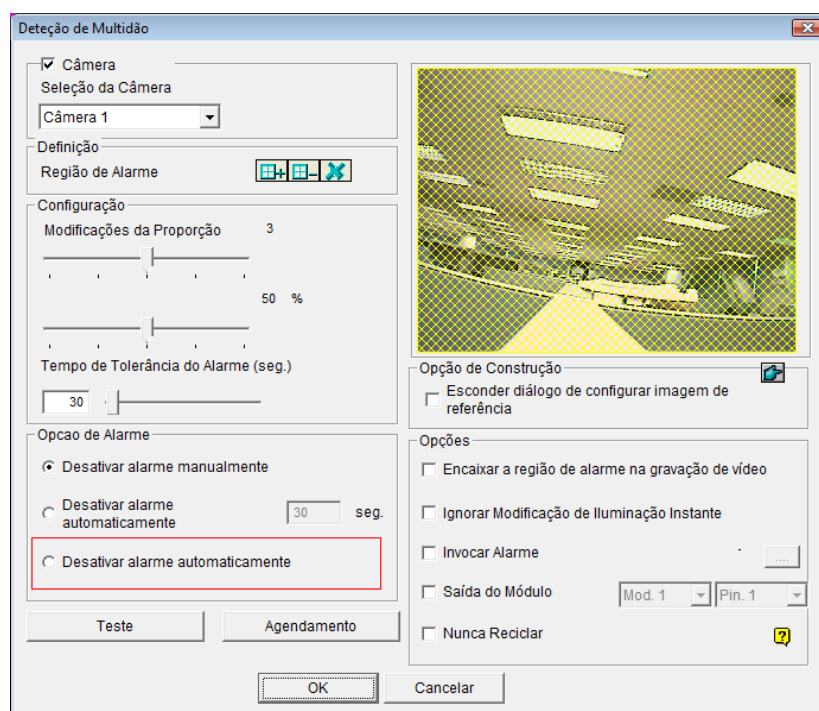 Deteção de Multidão
Câmera
Seleção da Câmera
Câmera 1
Definição
Região de Alarme
Configuração
Modificações da Proporção 3
50 %
Tempo de Tolerância do Alarme (seg.)
30
Opcao de Alarme
Desativar alarme manualmente
Desativar alarme
automaticamente
30 seg.
Desativar alarme automaticamente
Teste
Agendamento
Opção de Construção
Esconder diálogo de configurar imagem de
referência
Opções
Encaixar a região de alarme na gravação de vídeo
Ignorar Modificação de Iluminação Instante
Invocar Alarme
....
Saída do Módulo
Mod. 1
Pin. 1
Nunca Reciclar
?
OK
Cancelar